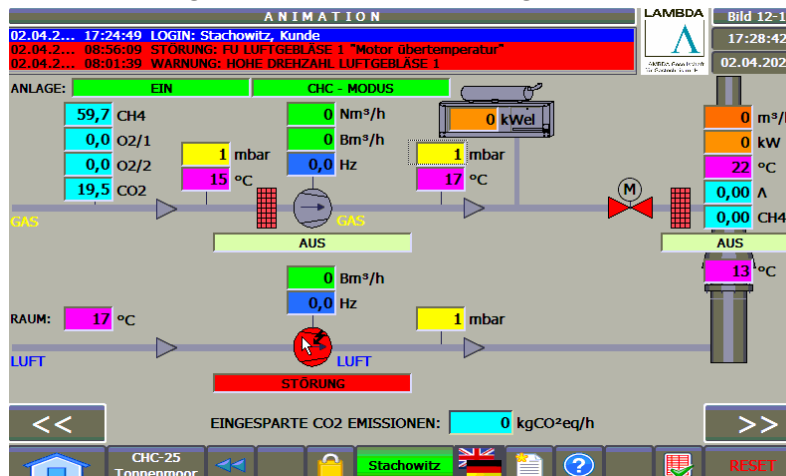 ANIMATION
LAMBDA
Bild 12-1
02.04.2... 17:24:49 LOGIN: Stachowitz, Kunde
17:28:42
02.04.2... 08:56:09 STÖRUNG: FU LUFTGEBLÄSE 1 "Motor übertemperatur"
02.04.2... 08:01:39 WARNUNG: HOHE DREHZAHL LUFTGEBLÄSE 1
02.04.202
ANLAGE: EIN CHC - MODUS
59,7 CH4
0 Nm³/h
0 kWel
0 m³/
0,0 O2/1
0 Bm³/h
0 kW
0,0 O2/2
1 mbar
0,0 Hz
1 mbar
22 °C
19,5 CO2
15 °C
17 °C
M
0,00 Λ
GAS
GAS
0,00 CH4
AUS
AUS
0 Bm³/h
13 °C
0,0 Hz
RAUM: 17 °C
1 mbar
LUFT
LUFT
STÖRUNG
<< EINGESPARTE CO2 EMISSIONEN: 0 kgCO²eq/h >>
CHC-25
Tonnenmoor
Stachowitz
?
RESET